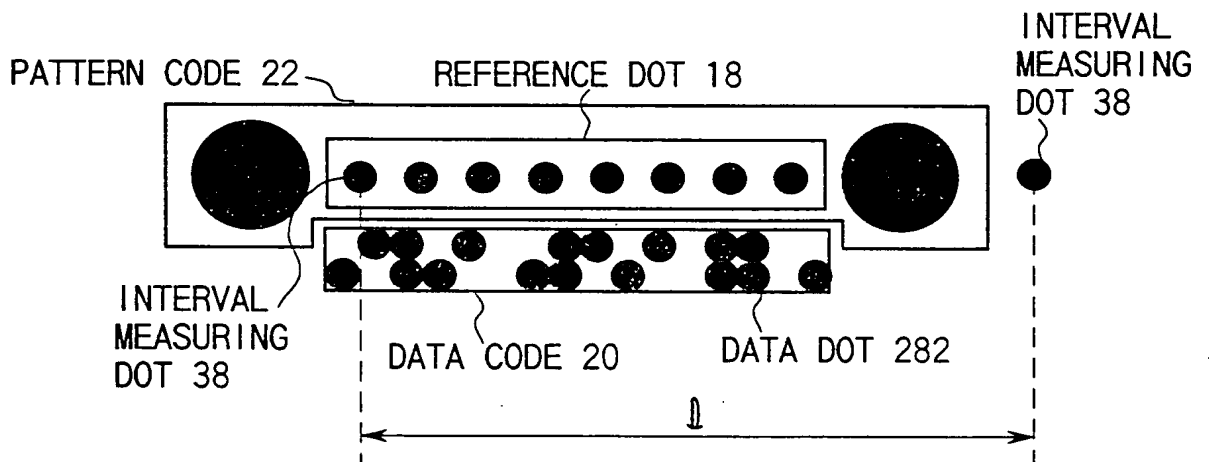 INTERVAL
MEASURING
DOT 38
PATTERN CODE 22
REFERENCE DOT 18
INTERVAL
MEASURING
DOT 38
DATA CODE 20
DATA DOT 282